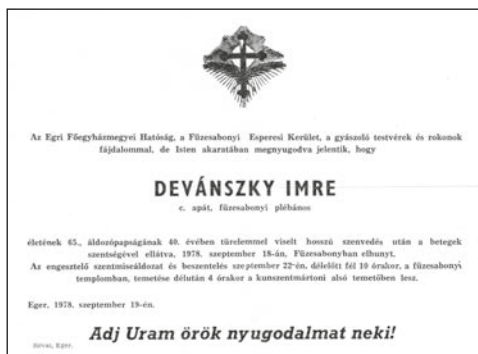 Az Egri Főegyházmegyei Hatóság, a Füzesabonyi Esperesi Kerület, a gyászoló testvérek és rokonok
fájdalommal, de Isten akaratában megnyugodva jelentik, hogy
DEVÁNSZKY IMRE
c. apát, füzesabonyi plébános
életének 65., áldozópapságának 40. évében türelemmel viselt hosszú szenvedés után a betegek
szentségével ellátva, 1978. szeptember 18-án, Füzesabonyban elhunyt.
Az engesztelő szentmiseáldozat és beszentelés szeptember 22-én, délelőtt fél 10 órakor, a füzesabonyi
templomban, temetése délután 4 órakor a kunszentmártoni alsó temetőben lesz.
Eger, 1978. szeptember 19-én.
Adj Uram örök nyugodalmat neki!
Eger.